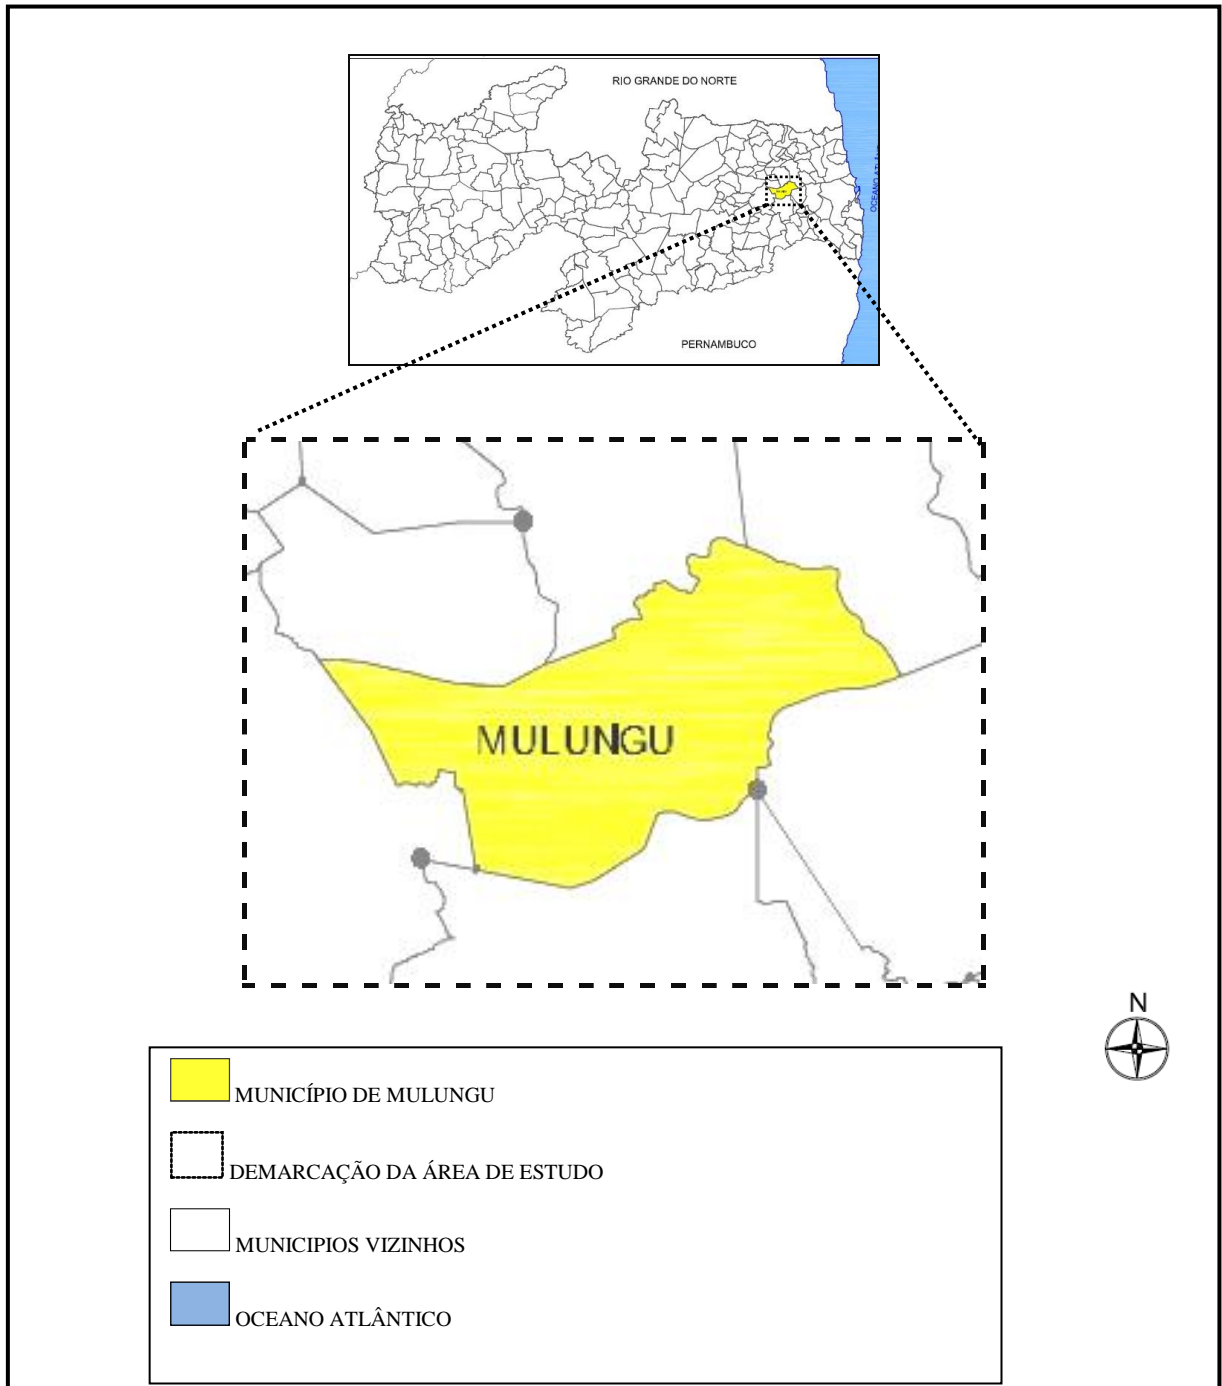 RIO GRANDE DO NORTE
PERNAMBUCO
MULUNGU
N
MUNICÍPIO DE MULUNGU
DEMARCAÇÃO DA ÁREA DE ESTUDO
MUNICIPIOS VIZINHOS
OCEANO ATLÂNTICO